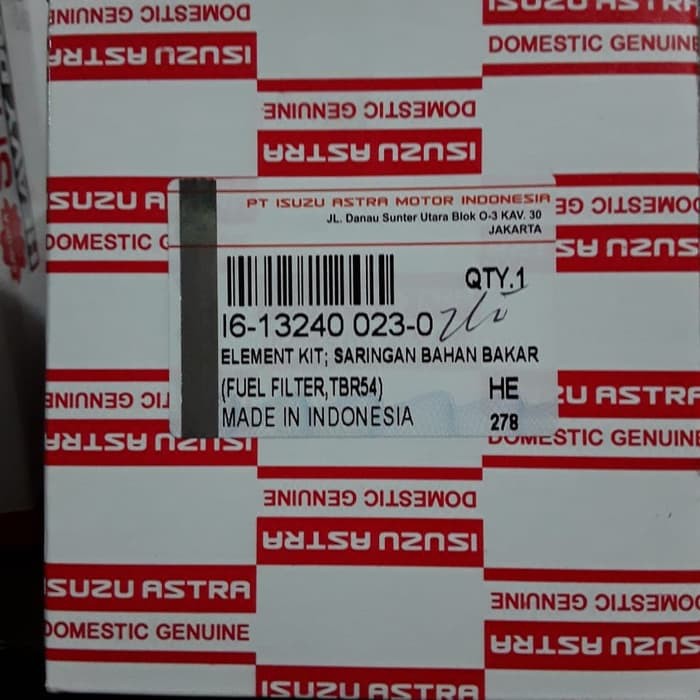 DOMESTIC GENUINE
ISUZU ASTRA
ISUZU ASTRA
DOMESTIC GENUINE
DOMESTIC GENUINE
ISUZU ASTRA
ISUZU A
DOMESTIC G
PT ISUZU ASTRA MOTOR INDONESIA
JL. Danau Sunter Utara Blok O-3 KAV. 30
JAKARTA
QTY.1
I6-13240 023-0
ELEMENT KIT; SARINGAN BAHAN BAKAR
(FUEL FILTER,TBR54) HE
MADE IN INDONESIA 278
DOMESTIC GE
ISUZU ASTRA
DOMESTIC GENUINE
ISUZU ASTRA
ZU ASTRA
DOMESTIC GENUINE
DOMESTIC GENUINE
ISUZU ASTRA
ISUZU ASTRA
DOMESTIC GENUINE
DOMESTIC GENUINE
ISUZU ASTRA
ISUZU ASTRA